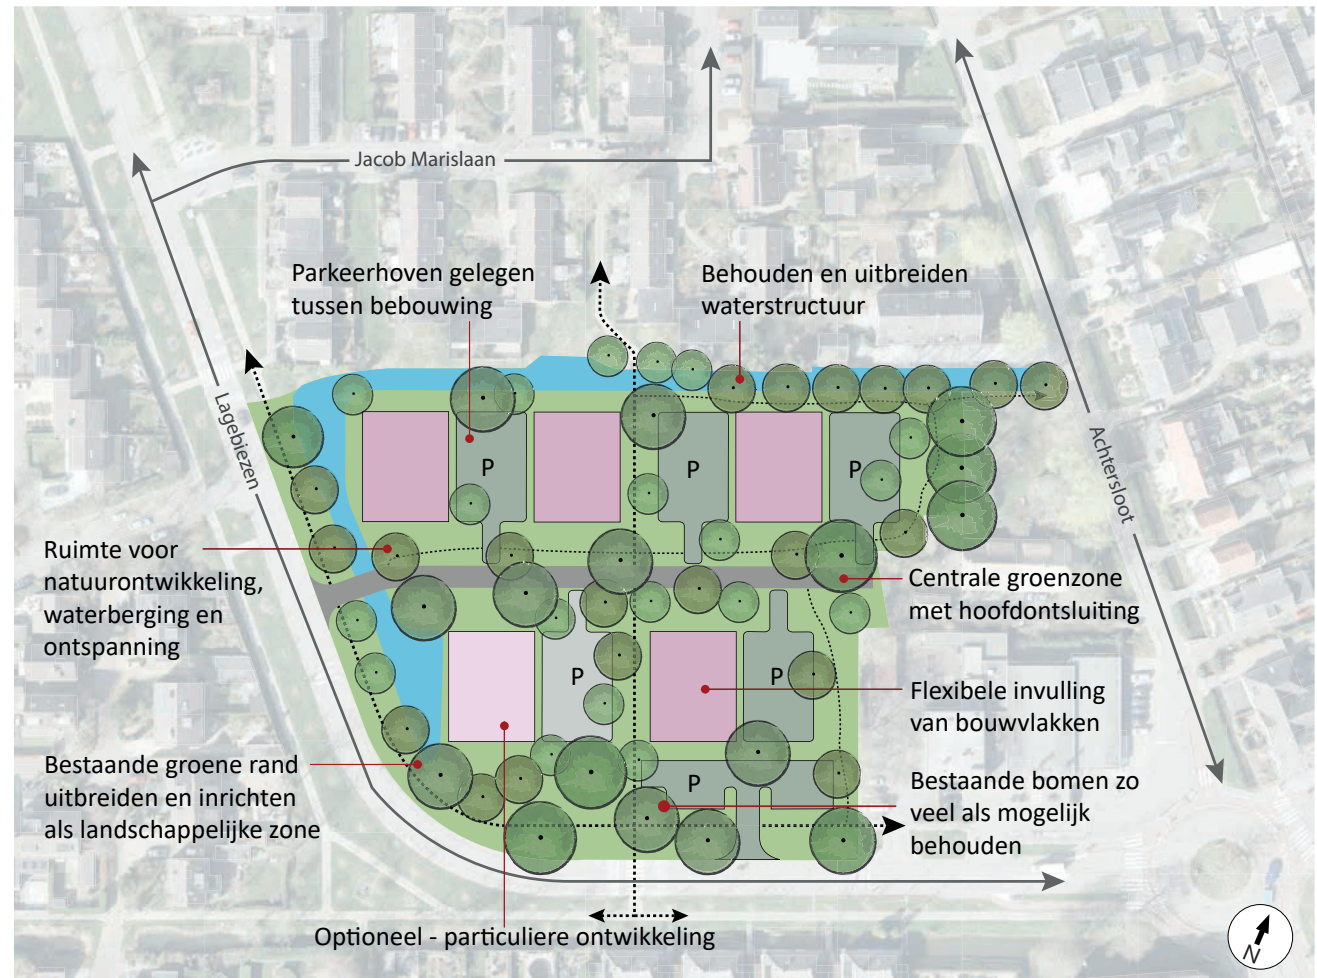 Jacob Marislaan
Parkeerhoven gelegen
tussen bebouwing
Behouden en uitbreiden
waterstructuur
Lagebiezen
Achtersloot
P
P
P
Ruimte voor
natuurontwikkeling,
waterberging en
ontspanning
Centrale groenzone
met hoofdontsluiting
P
P
Flexibele invulling
van bouwvlakken
Bestaande groene rand
uitbreiden en inrichten
als landschappelijke zone
P
Bestaande bomen zo
veel als mogelijk
behouden
Optioneel - particuliere ontwikkeling
N